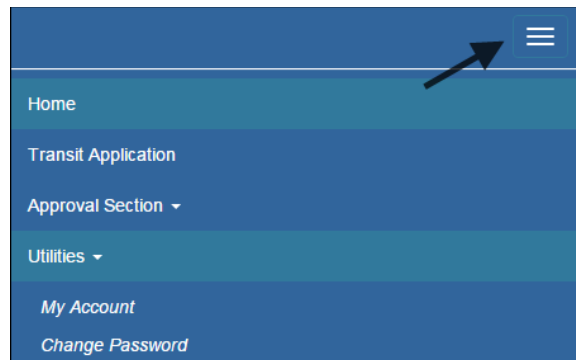 Home
Transit Application
Approval Section
Utilities
My Account
Change Password